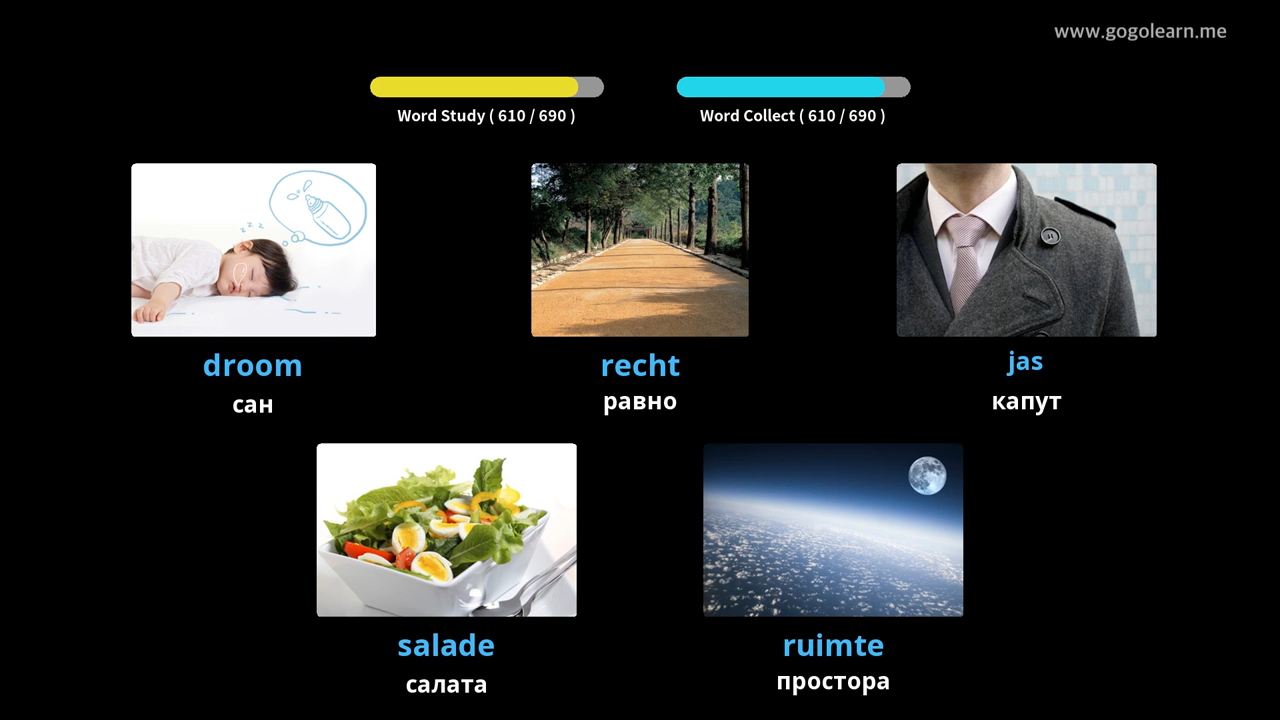 www.gogolearn.me
Word Study ( 610 / 690 )
Word Collect ( 610 / 690 )
z z z
droom
сан
recht
равно
jas
капут
salade
салата
ruimte
простора